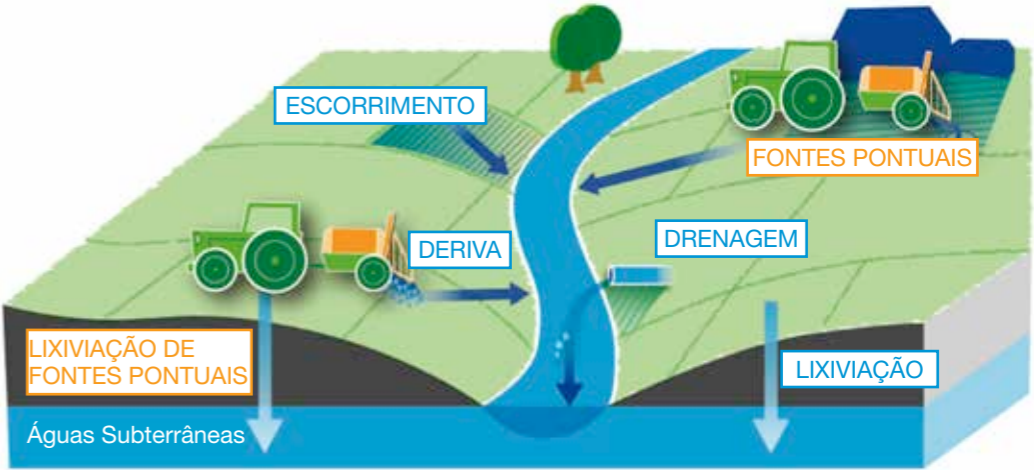 ESCORRIMENTO
FONTES PONTUAIS
DERIVA
DRENAGEM
LIXIVIAÇÃO DE
FONTES PONTUAIS
LIXIVIAÇÃO
Águas Subterrâneas